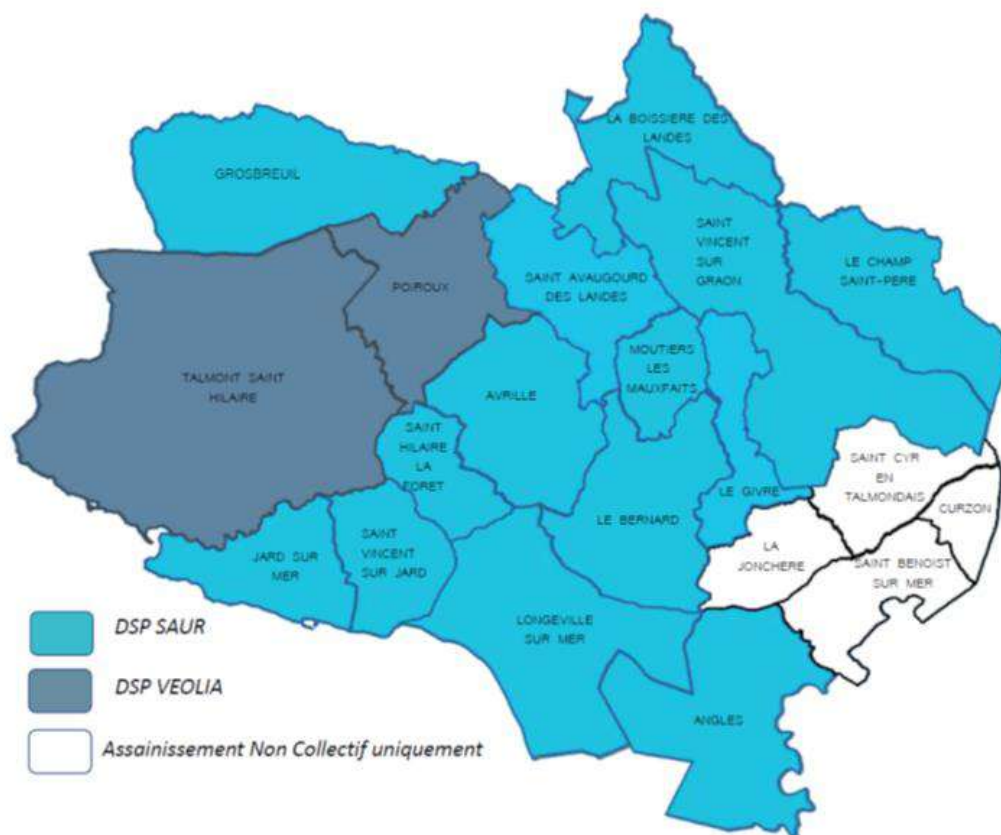 LA BOISSIERE DES
LANDES
GROSBREUIL
SAINT
VINCENT
SUR
GRAON
LE CHAMP
SAINT-PERE
POIROUX
SAINT AVAUGOURD
DES LANDES
TALMONT SAINT
HILAIRE
MOUTIERS
LES
MAUXFAITS
AVRILLE
SAINT
HILAIRE
LA
FORET
SAINT CYR
EN
TALMONDAIS
LE GIVRE
CURZON
LE BERNARD
LA
JONCHERE
SAINT BENOIST
SUR MER
JARD SUR
MER
SAINT
VINCENT
SUR JARD
LONGEVILLE
SUR MER
ANGLES
DSP SAUR
DSP VEOLIA
Assainissement Non Collectif uniquement